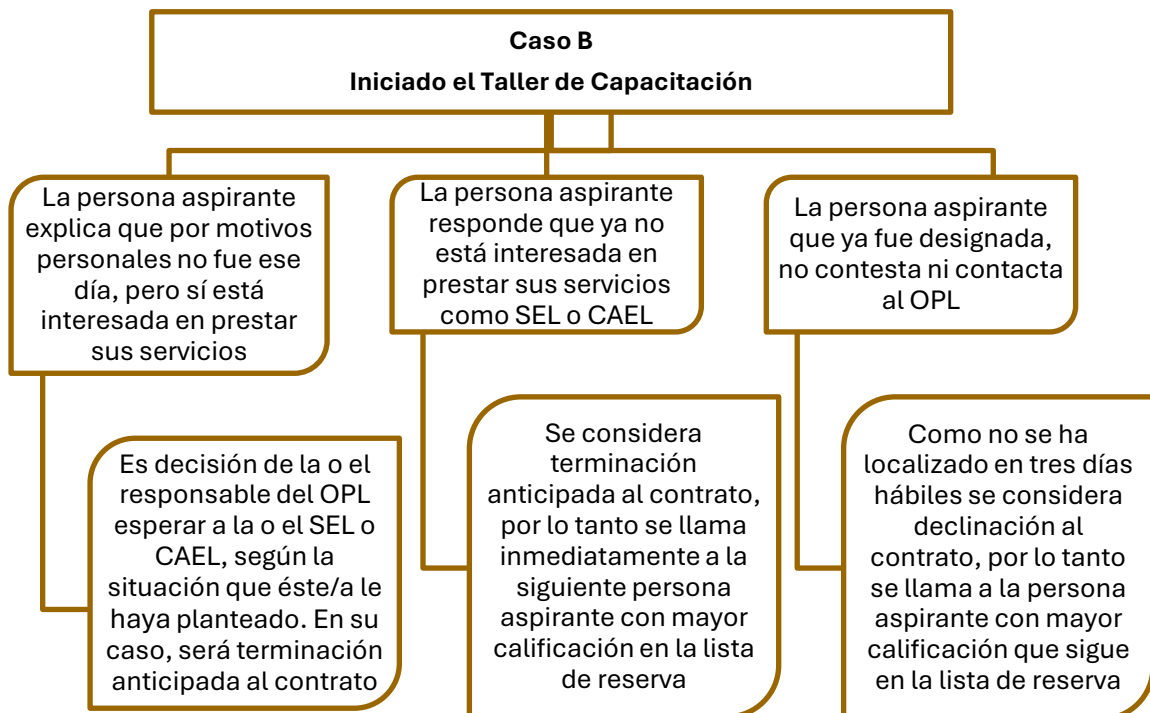 Caso B
Iniciado el Taller de Capacitación
La persona aspirante
explica que por motivos
personales no fue ese
día, pero sí está
interesada en prestar
sus servicios
La persona aspirante
responde que ya no
está interesada en
prestar sus servicios
como SEL o CAEL
La persona aspirante
que ya fue designada,
no contesta ni contacta
al OPL
Es decisión de la o el
responsable del OPL
esperar a la o el SEL o
CAEL, según la
situación que éste/a le
haya planteado. En su
caso, será terminación
anticipada al contrato
Se considera
terminación
anticipada al contrato,
por lo tanto se llama
inmediatamente a la
siguiente persona
aspirante con mayor
calificación en la lista
de reserva
Como no se ha
localizado en tres días
hábiles se considera
declinación al
contrato, por lo tanto
se llama a la persona
aspirante con mayor
calificación que sigue
en la lista de reserva